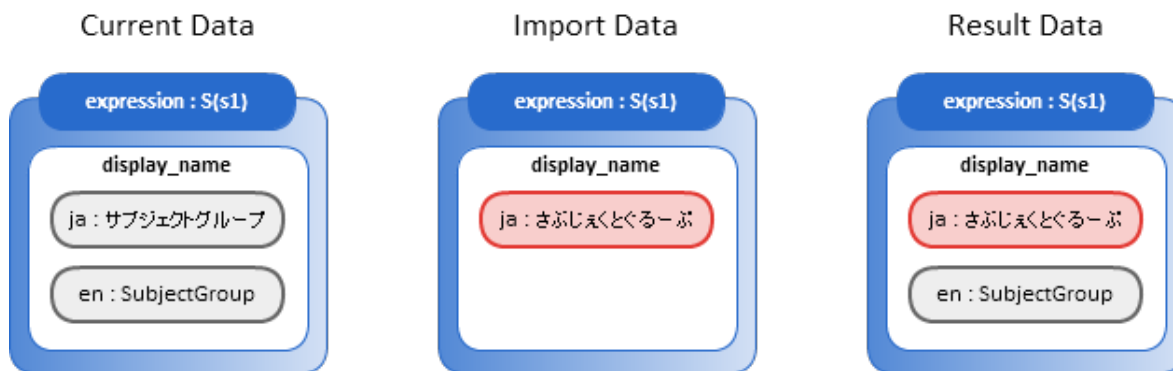 Current Data
Import Data
Result Data
expression : S(s1)
expression : S(s1)
expression : S(s1)
display_name
display_name
display_name
ja : サブジェクトグループ
ja : さぶじぇくとぐるーぷ
ja : さぶじぇくとぐるーぷ
en : SubjectGroup
en : SubjectGroup